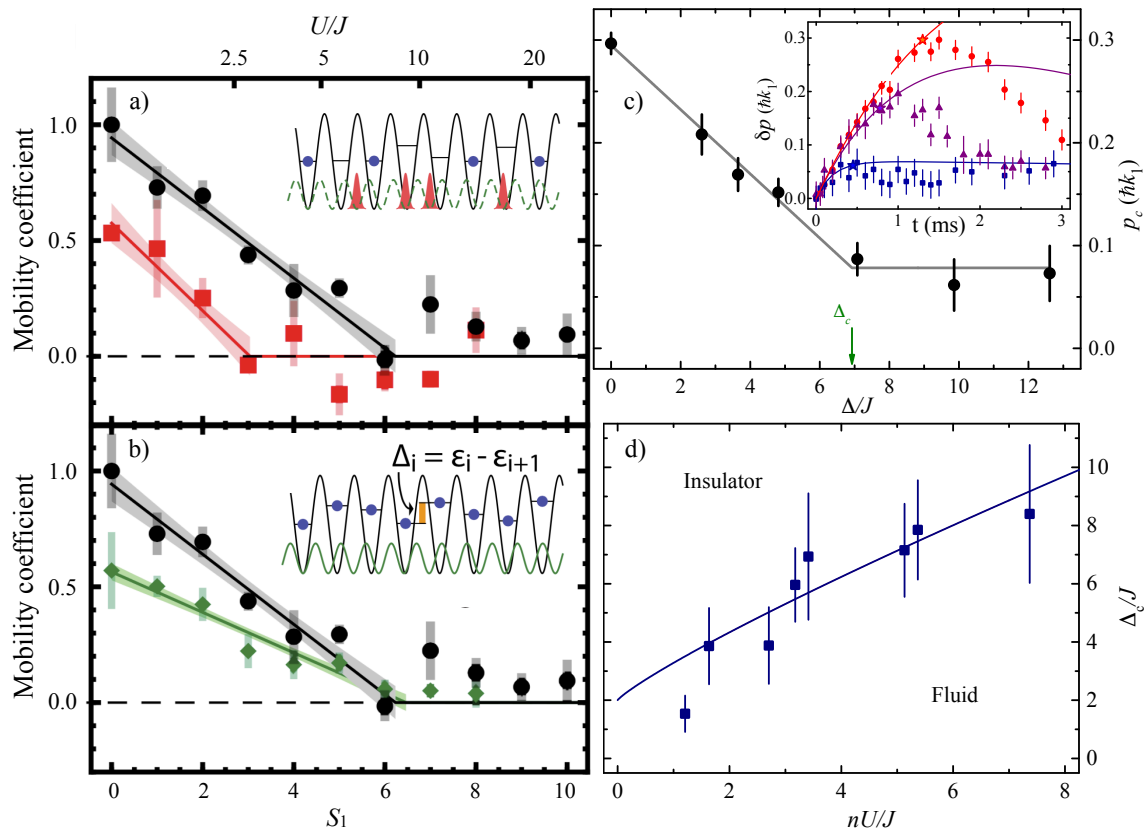 U/J
2.5 5 10 20
a)
1.0
0.5
0.0
Mobility coefficient
b)
Δi = εi - εi+1
1.0
0.5
0.0
Mobility coefficient
0 2 4 6 8 10
S1
c)
0.3
0.2
0.1
0.0
δp (ħk1)
0 1 2 3
t (ms)
0.3
0.2
0.1
0.0
pc (ħk1)
Δc
0 2 4 6 8 10 12
Δ/J
d)
Insulator
Fluid
10
8
6
4
2
0
Δc/J
0 2 4 6 8
nU/J